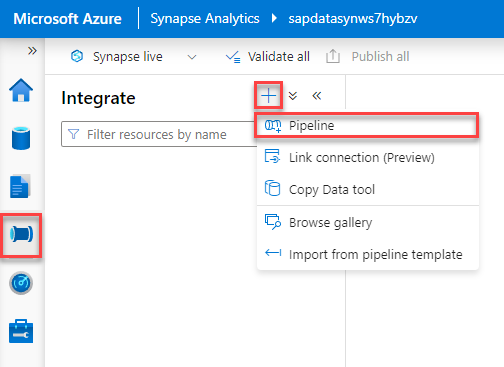 Microsoft Azure Synapse Analytics sapdatasynws7hybzv
Synapse live Validate all Publish all
Integrate
Filter resources by name
Pipeline
Link connection (Preview)
Copy Data tool
Browse gallery
Import from pipeline template